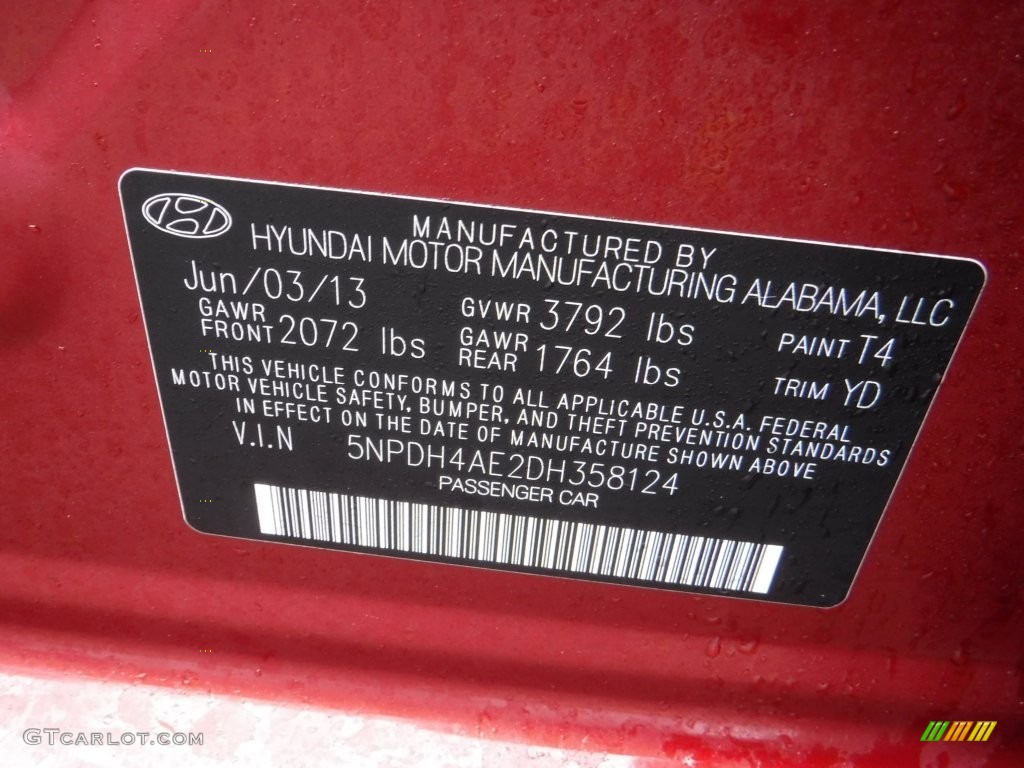 MANUFACTURED BY
HYUNDAI MOTOR MANUFACTURING ALABAMA, LLC
Jun/03/13
GVWR 3792 lbs
PAINT T4
GAWR FRONT 2072 lbs
GAWR REAR 1764 lbs
TRIM YD
THIS VEHICLE CONFORMS TO ALL APPLICABLE U.S.A. FEDERAL
MOTOR VEHICLE SAFETY, BUMPER, AND THEFT PREVENTION STANDARDS
IN EFFECT ON THE DATE OF MANUFACTURE SHOWN ABOVE
V.I.N 5NPDH4AE2DH358124
PASSENGER CAR
GTCARLOT.COM